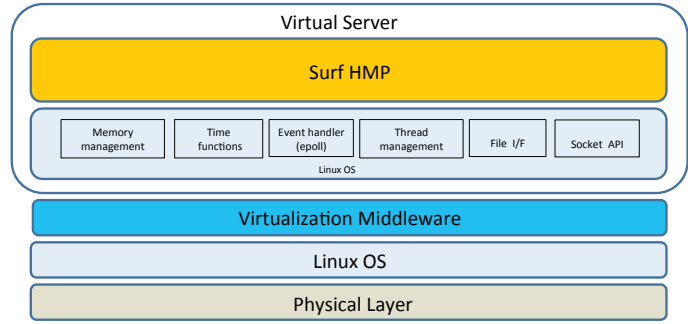 Virtual Server
Surf HMP
Memory
management
Time
functions
Event handler
(epoll)
Thread
management
File I/F
Socket API
Linux OS
Virtualization Middleware
Linux OS
Physical Layer